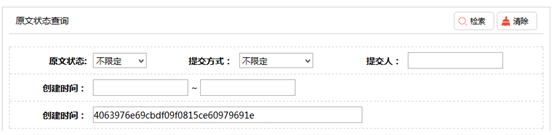 原文状态查询 检索 清除
原文状态: 不限定 提交方式： 不限定 提交人：
创建时间： ~
创建时间： 4063976e69cbdf09f0815ce60979691e